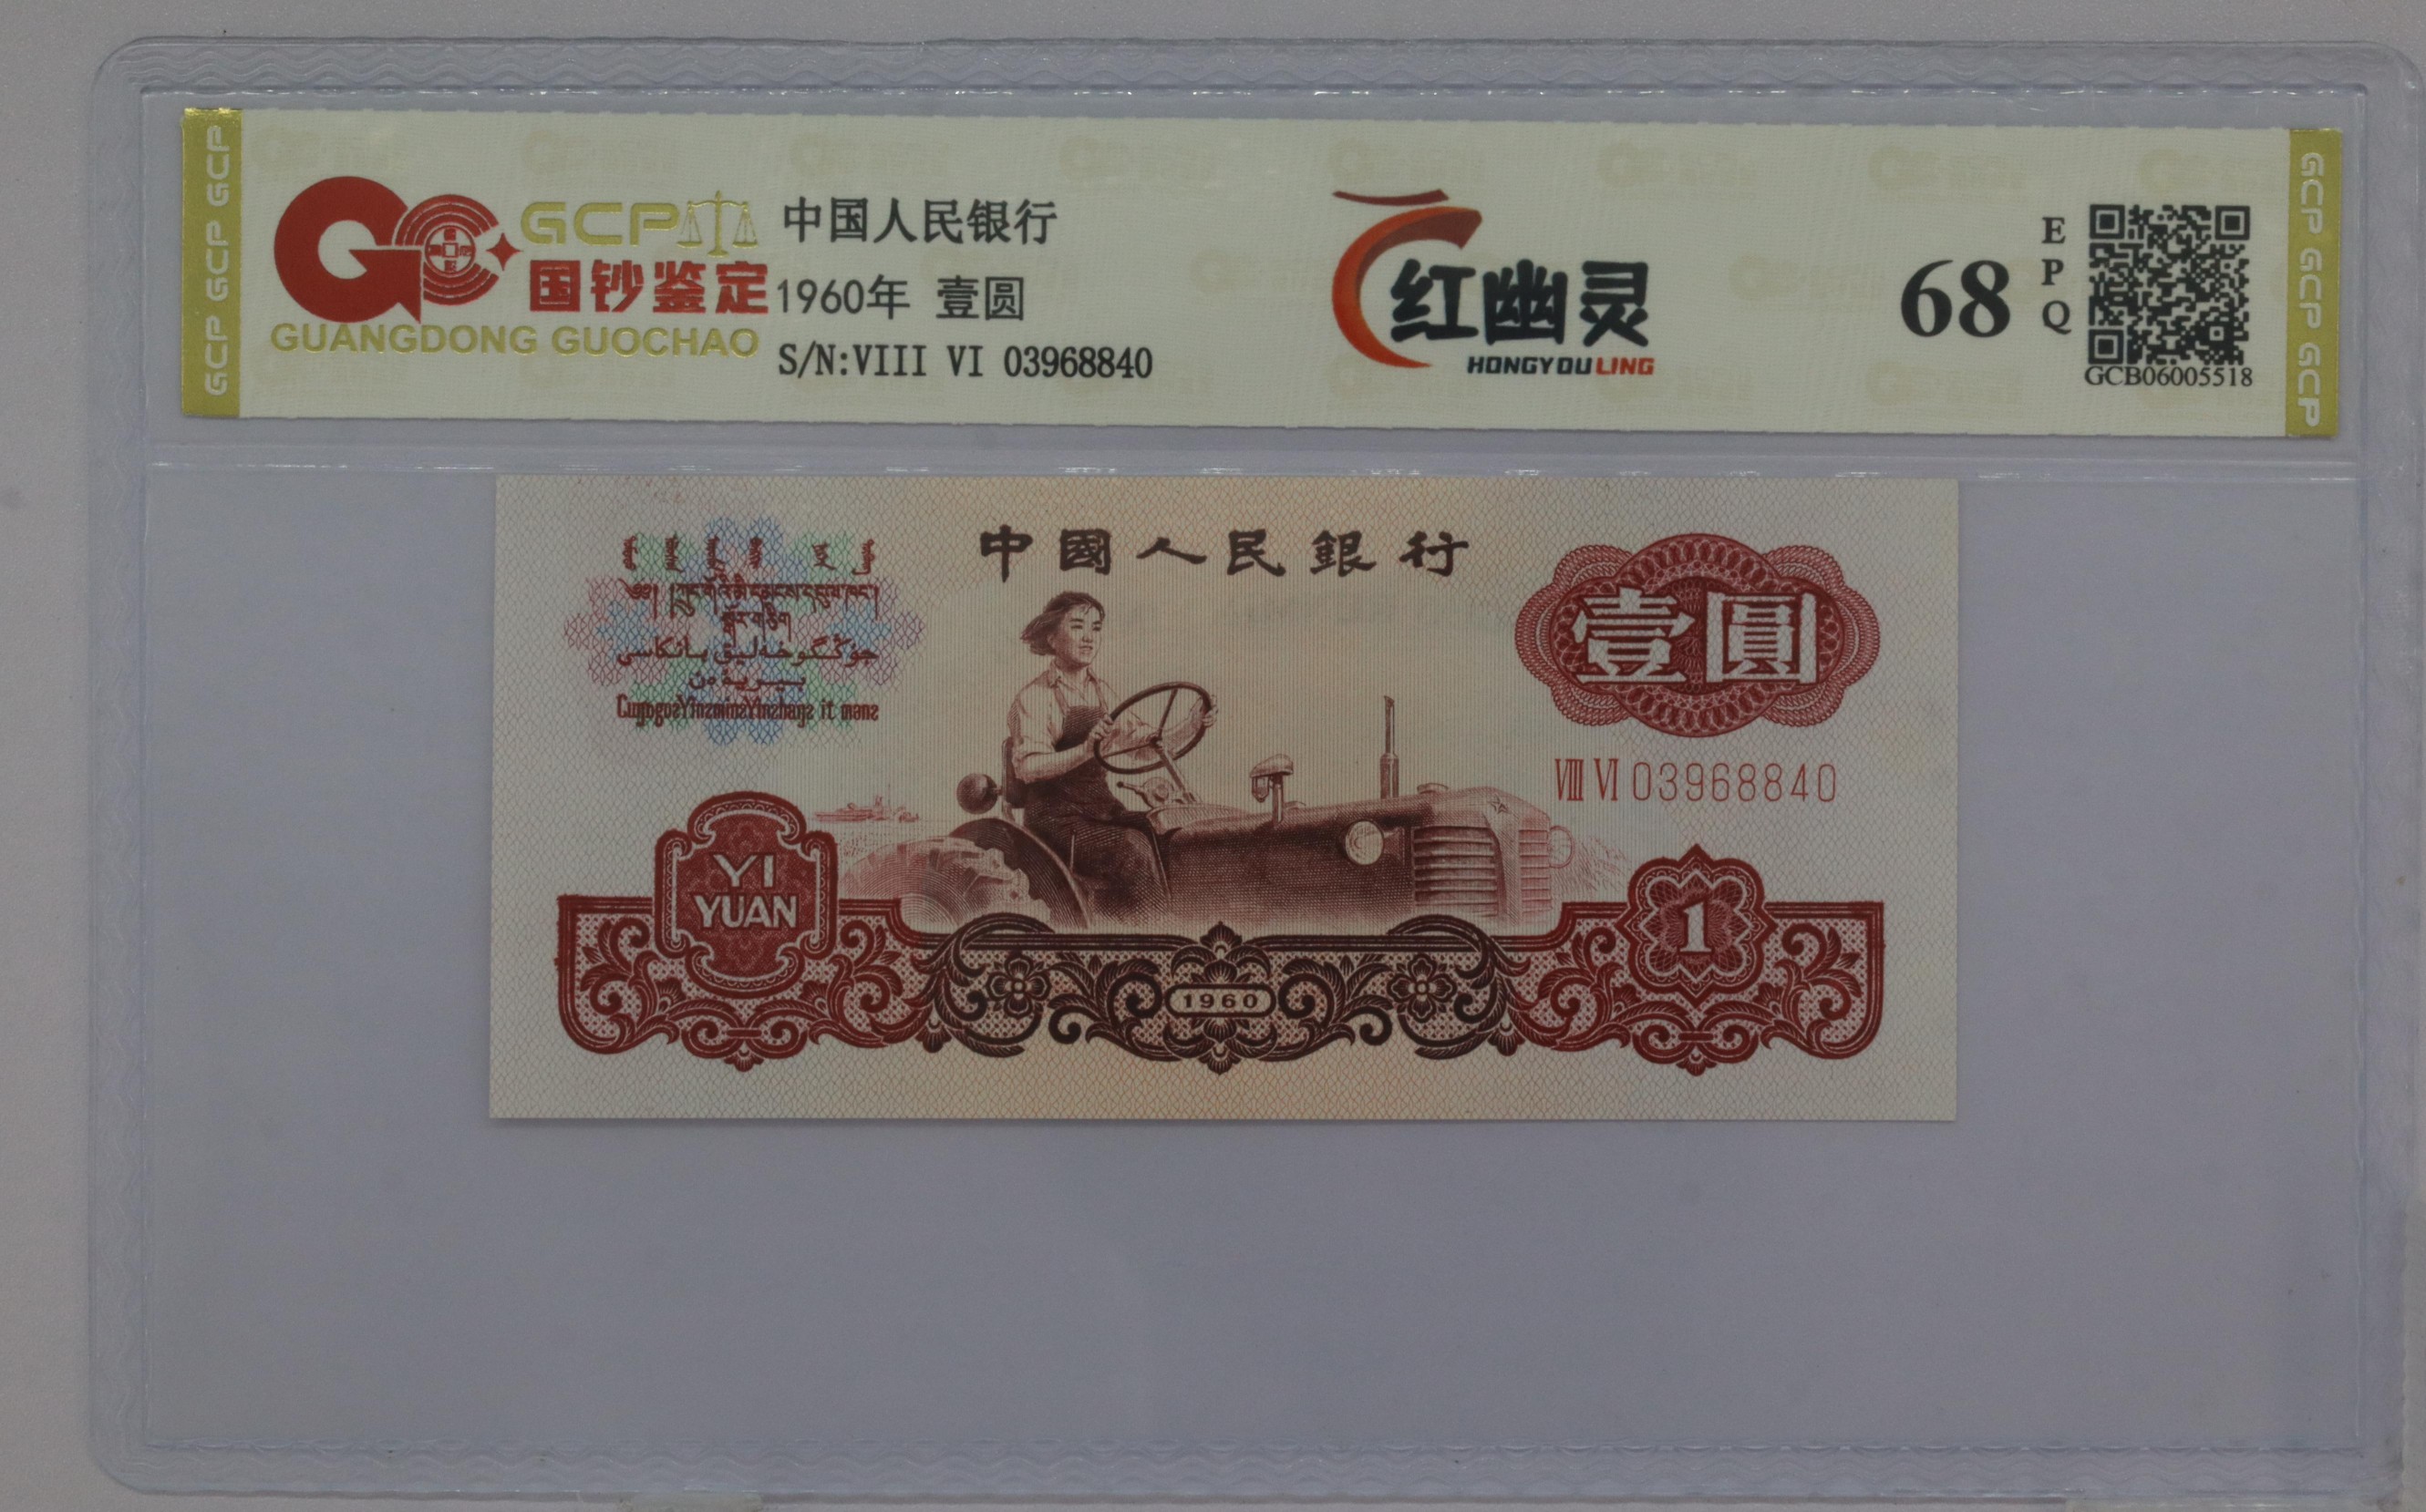 GCP GCP GCP
GCP
国钞鉴定
GUANGDONG GUOCHAO
中国人民银行
1960年 壹圆
S/N:VIII VI 03968840
红幽灵
HONGYOULING
68
EPQ
GCB06005518
GCP GCP GCP
中國人民銀行
壹圓
VIII VI 03968840
YI
YUAN
1960
1